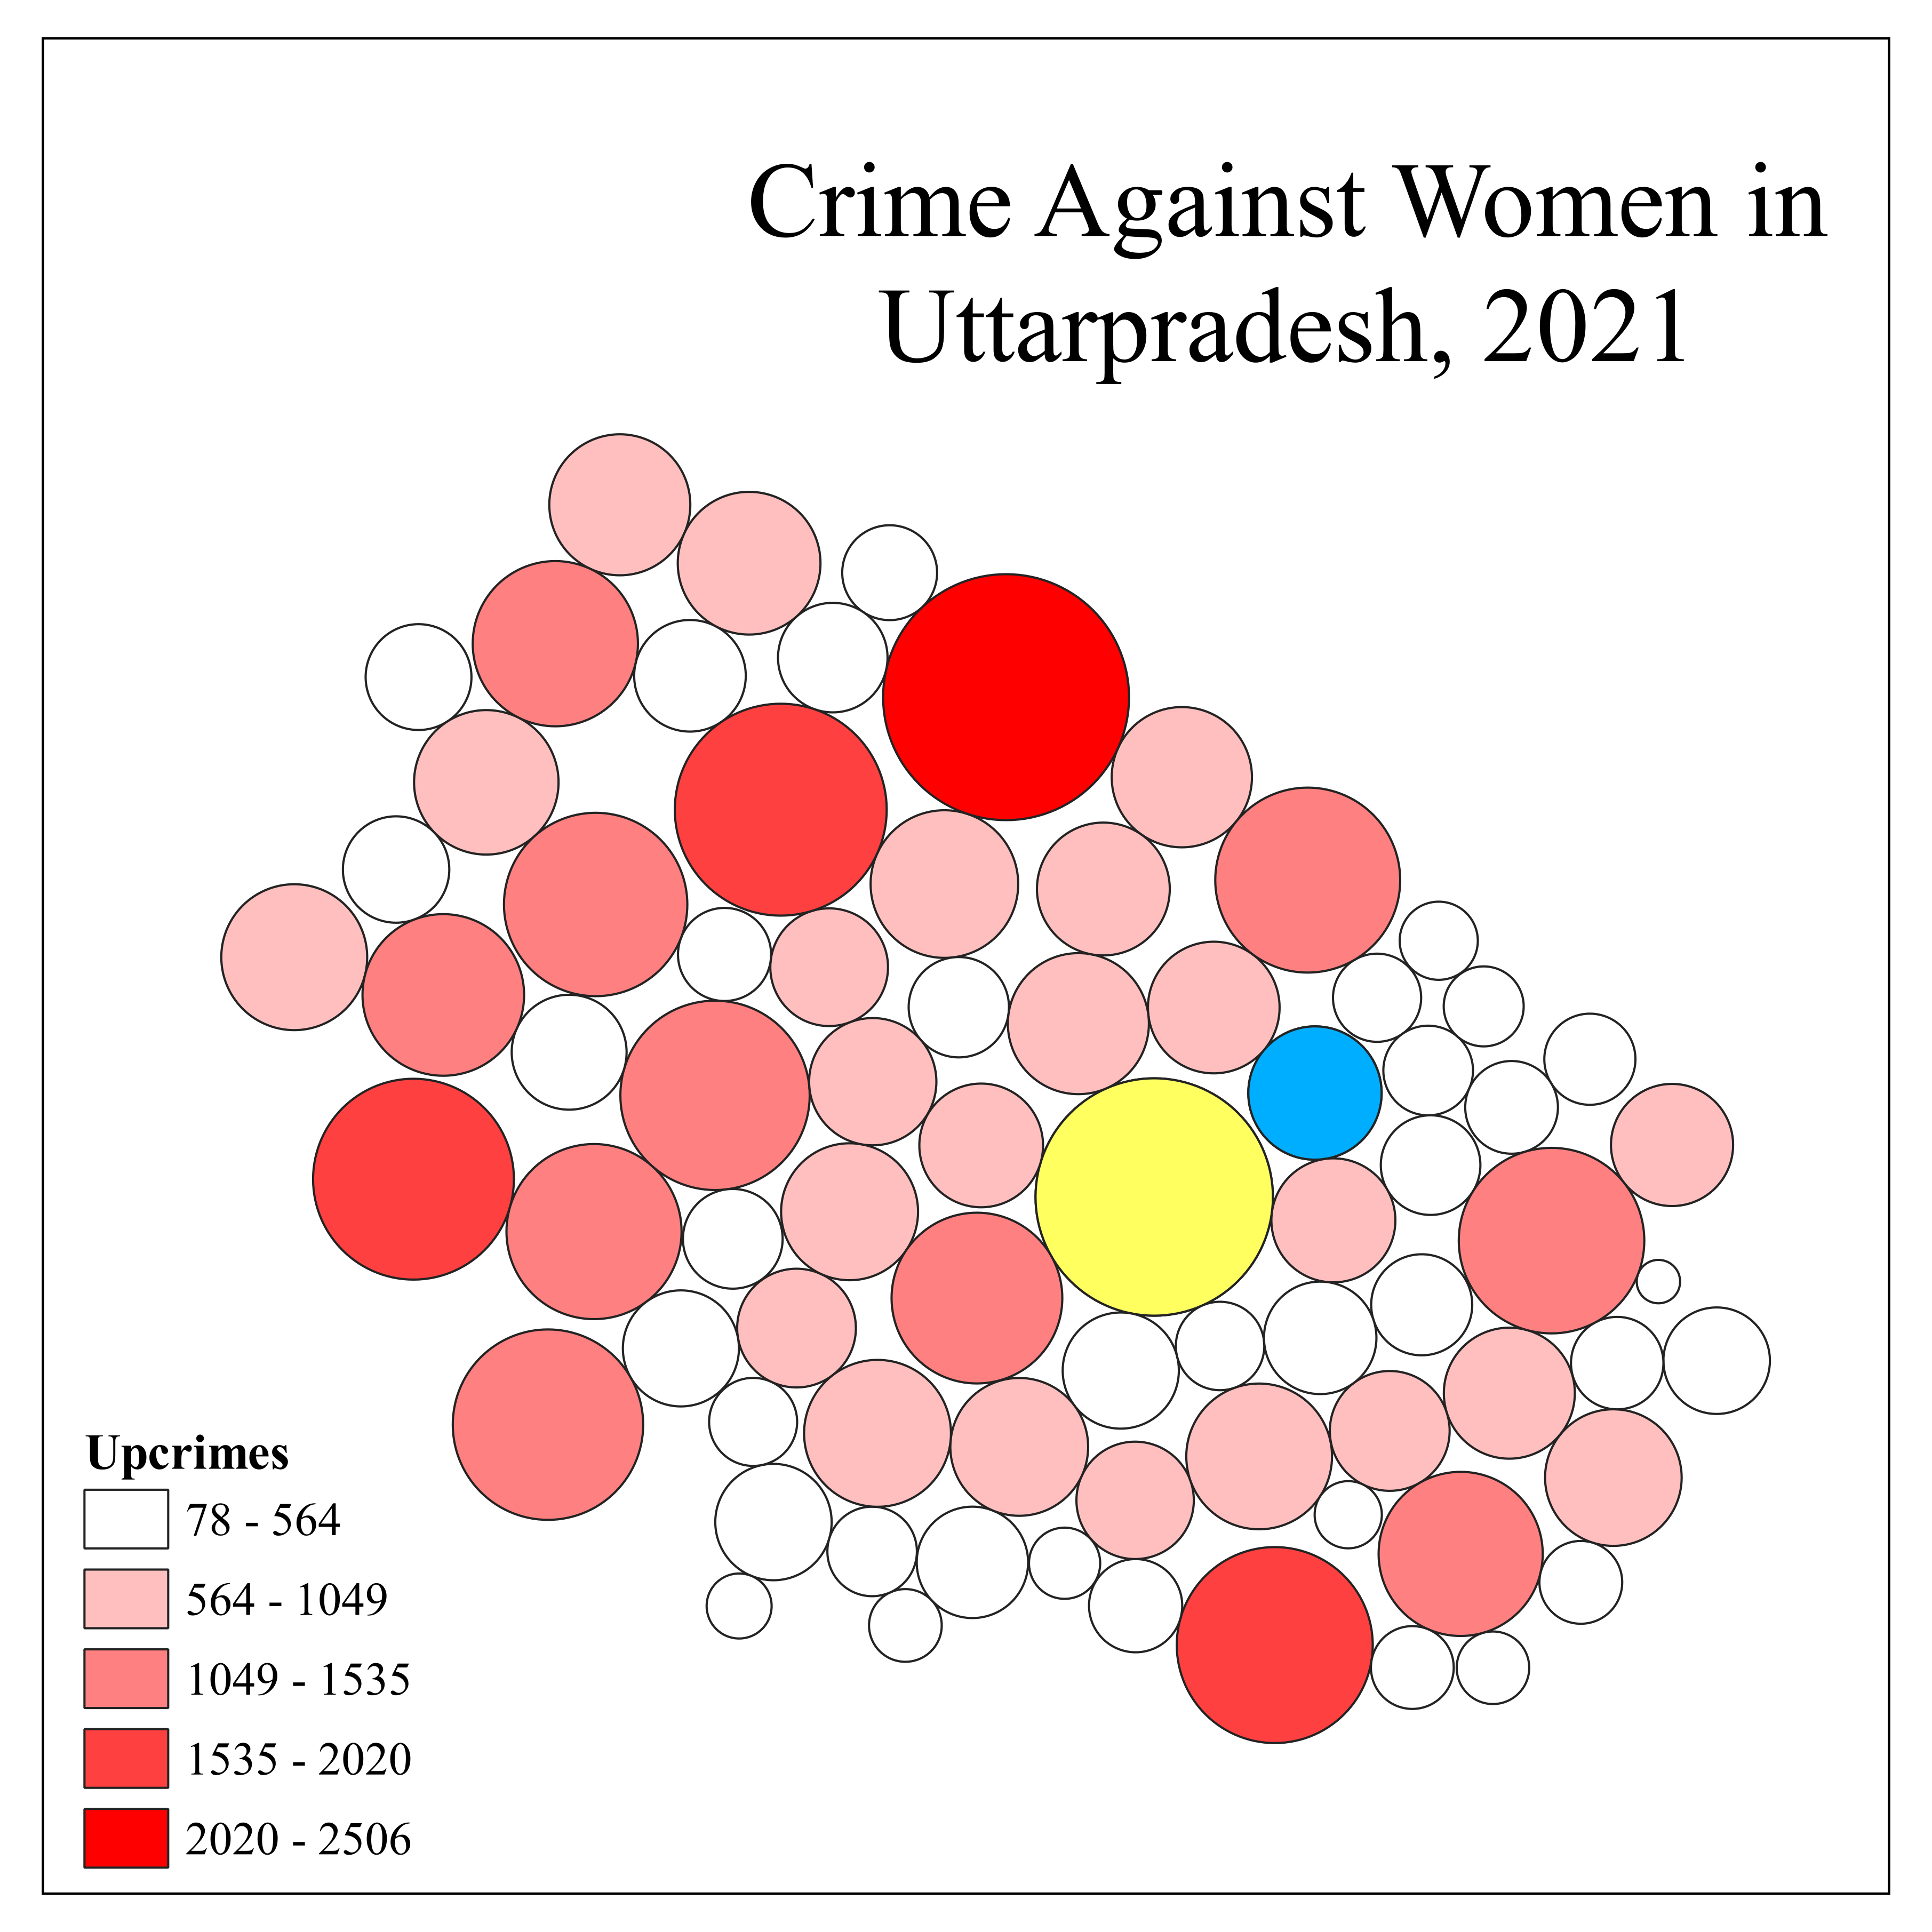 Crime Against Women in
Uttarpradesh, 2021
Upcrimes
78 - 564
564 - 1049
1049 - 1535
1535 - 2020
2020 - 2506